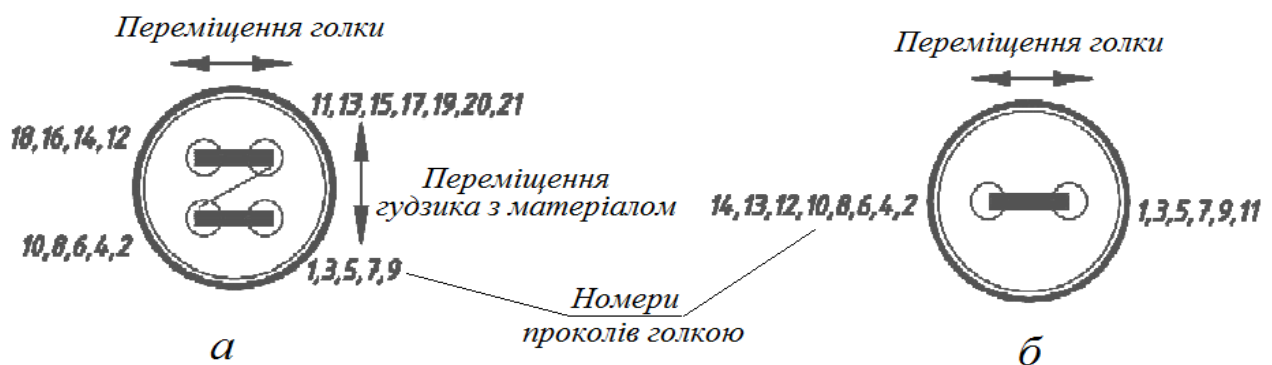 Переміщення голки
11,13,15,17,19,20,21
18,16,14,12
Переміщення
гудзика з матеріалом
10,8,6,4,2
1,3,5,7,9
а
Номери
проколів голкою
Переміщення голки
14,13,12,10,8,6,4,2
1,3,5,7,9,11
б